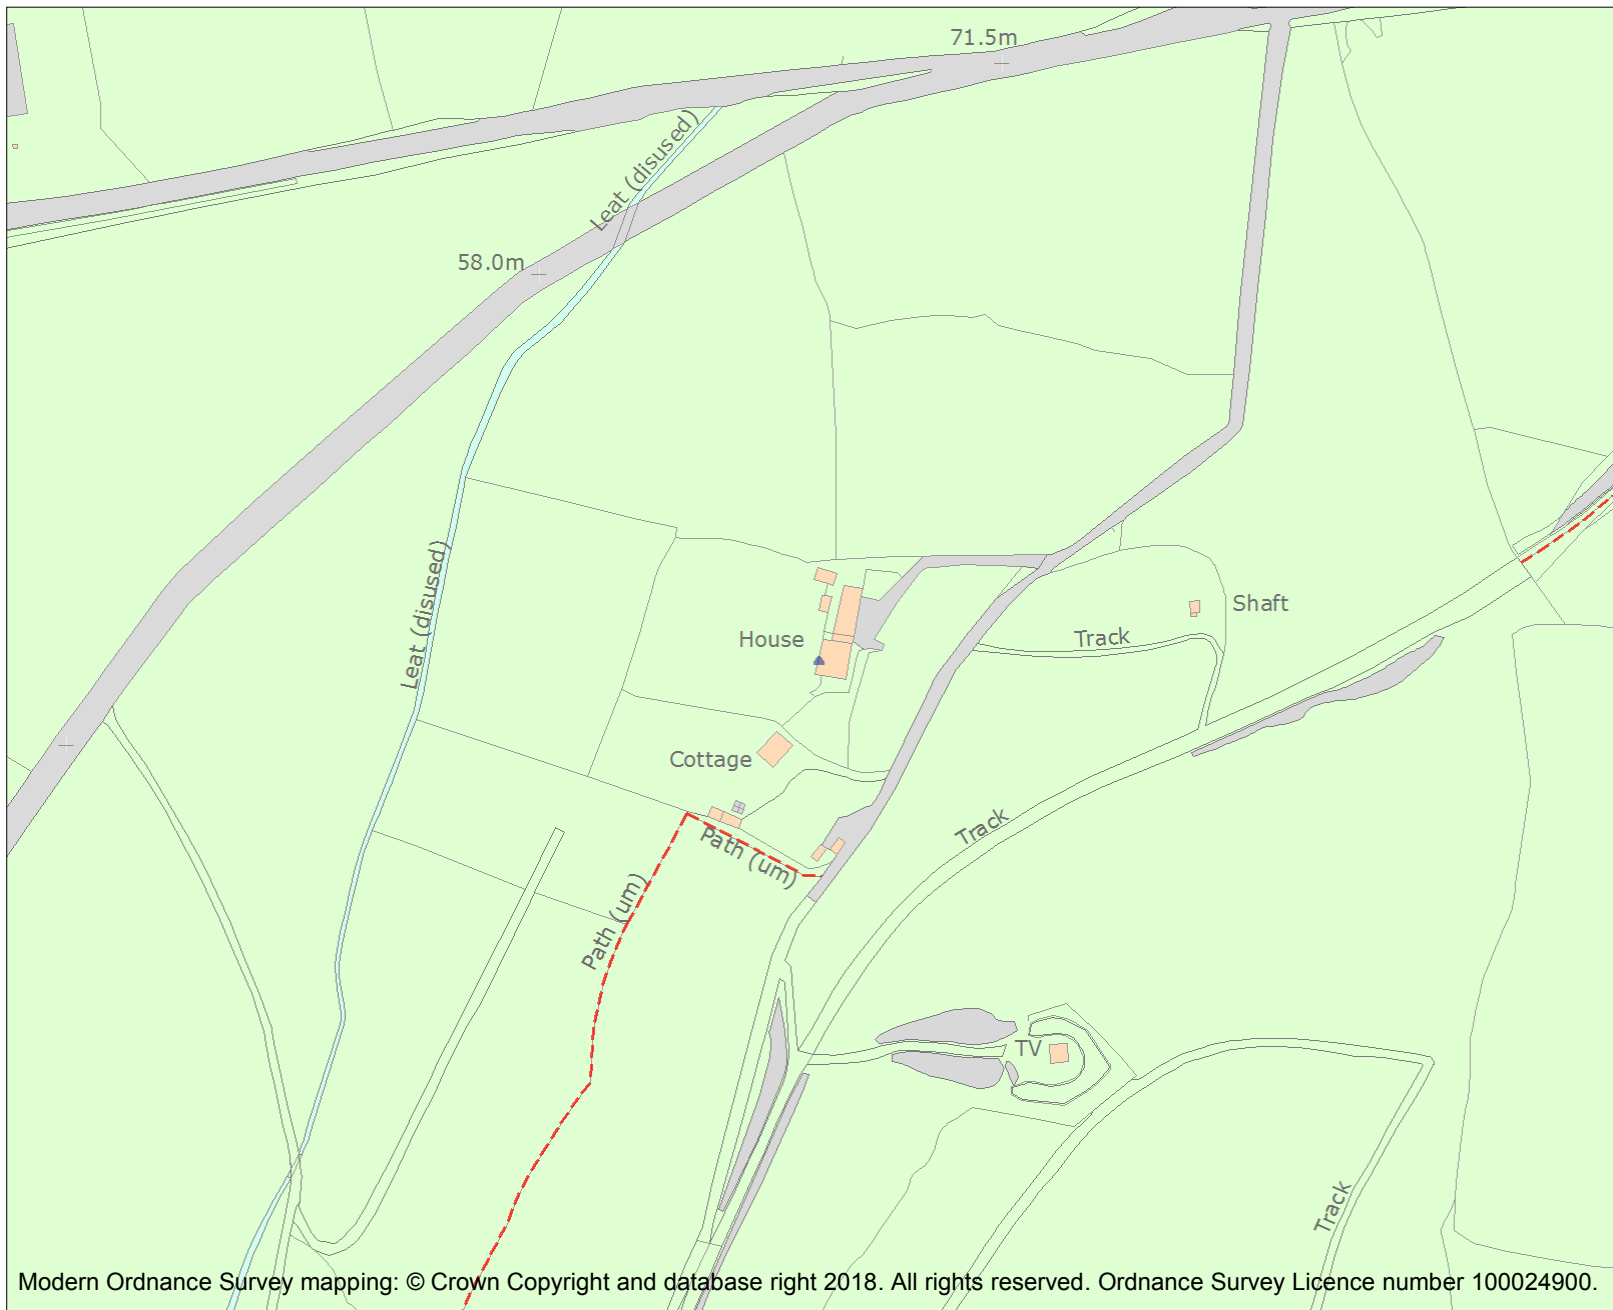 71.5m
Leat (disused)
58.0m
Leat (disused)
Shaft
House
Track
Cottage
Track
Path (um)
Path (um)
TV
Track
Modern Ordnance Survey mapping: © Crown Copyright and database right 2018. All rights reserved. Ordnance Survey Licence number 100024900.